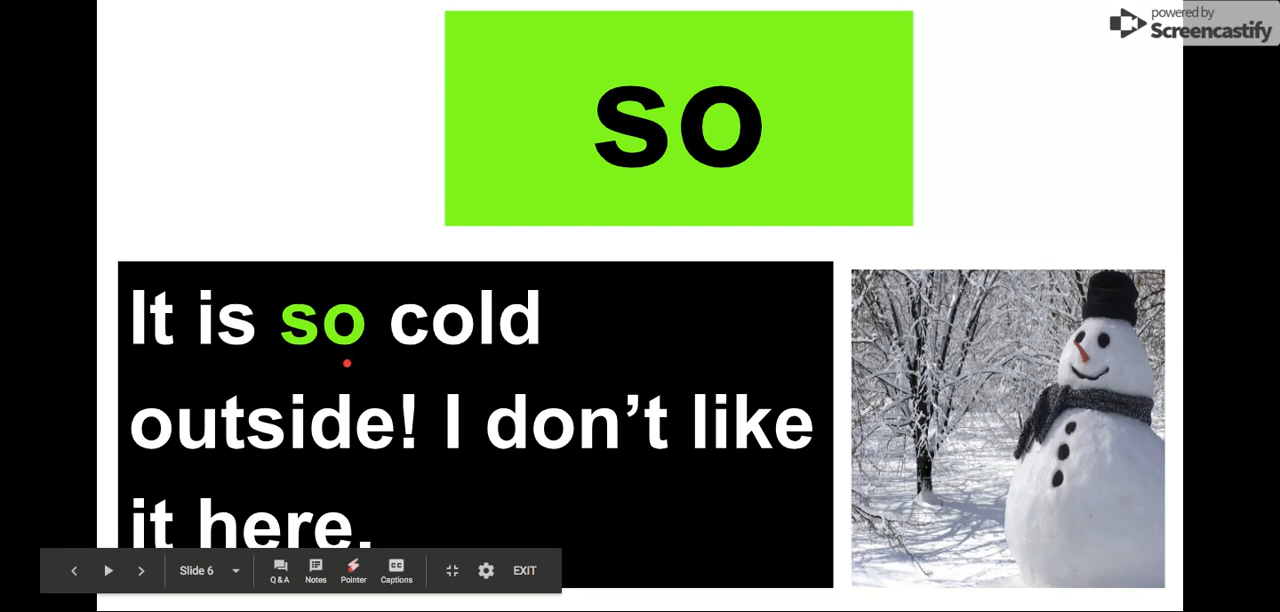 powered by
Screencastify
so
It is so cold
outside! I don’t like
it here.
Slide 6
Q&A
Notes
Pointer
CC
Captions
EXIT